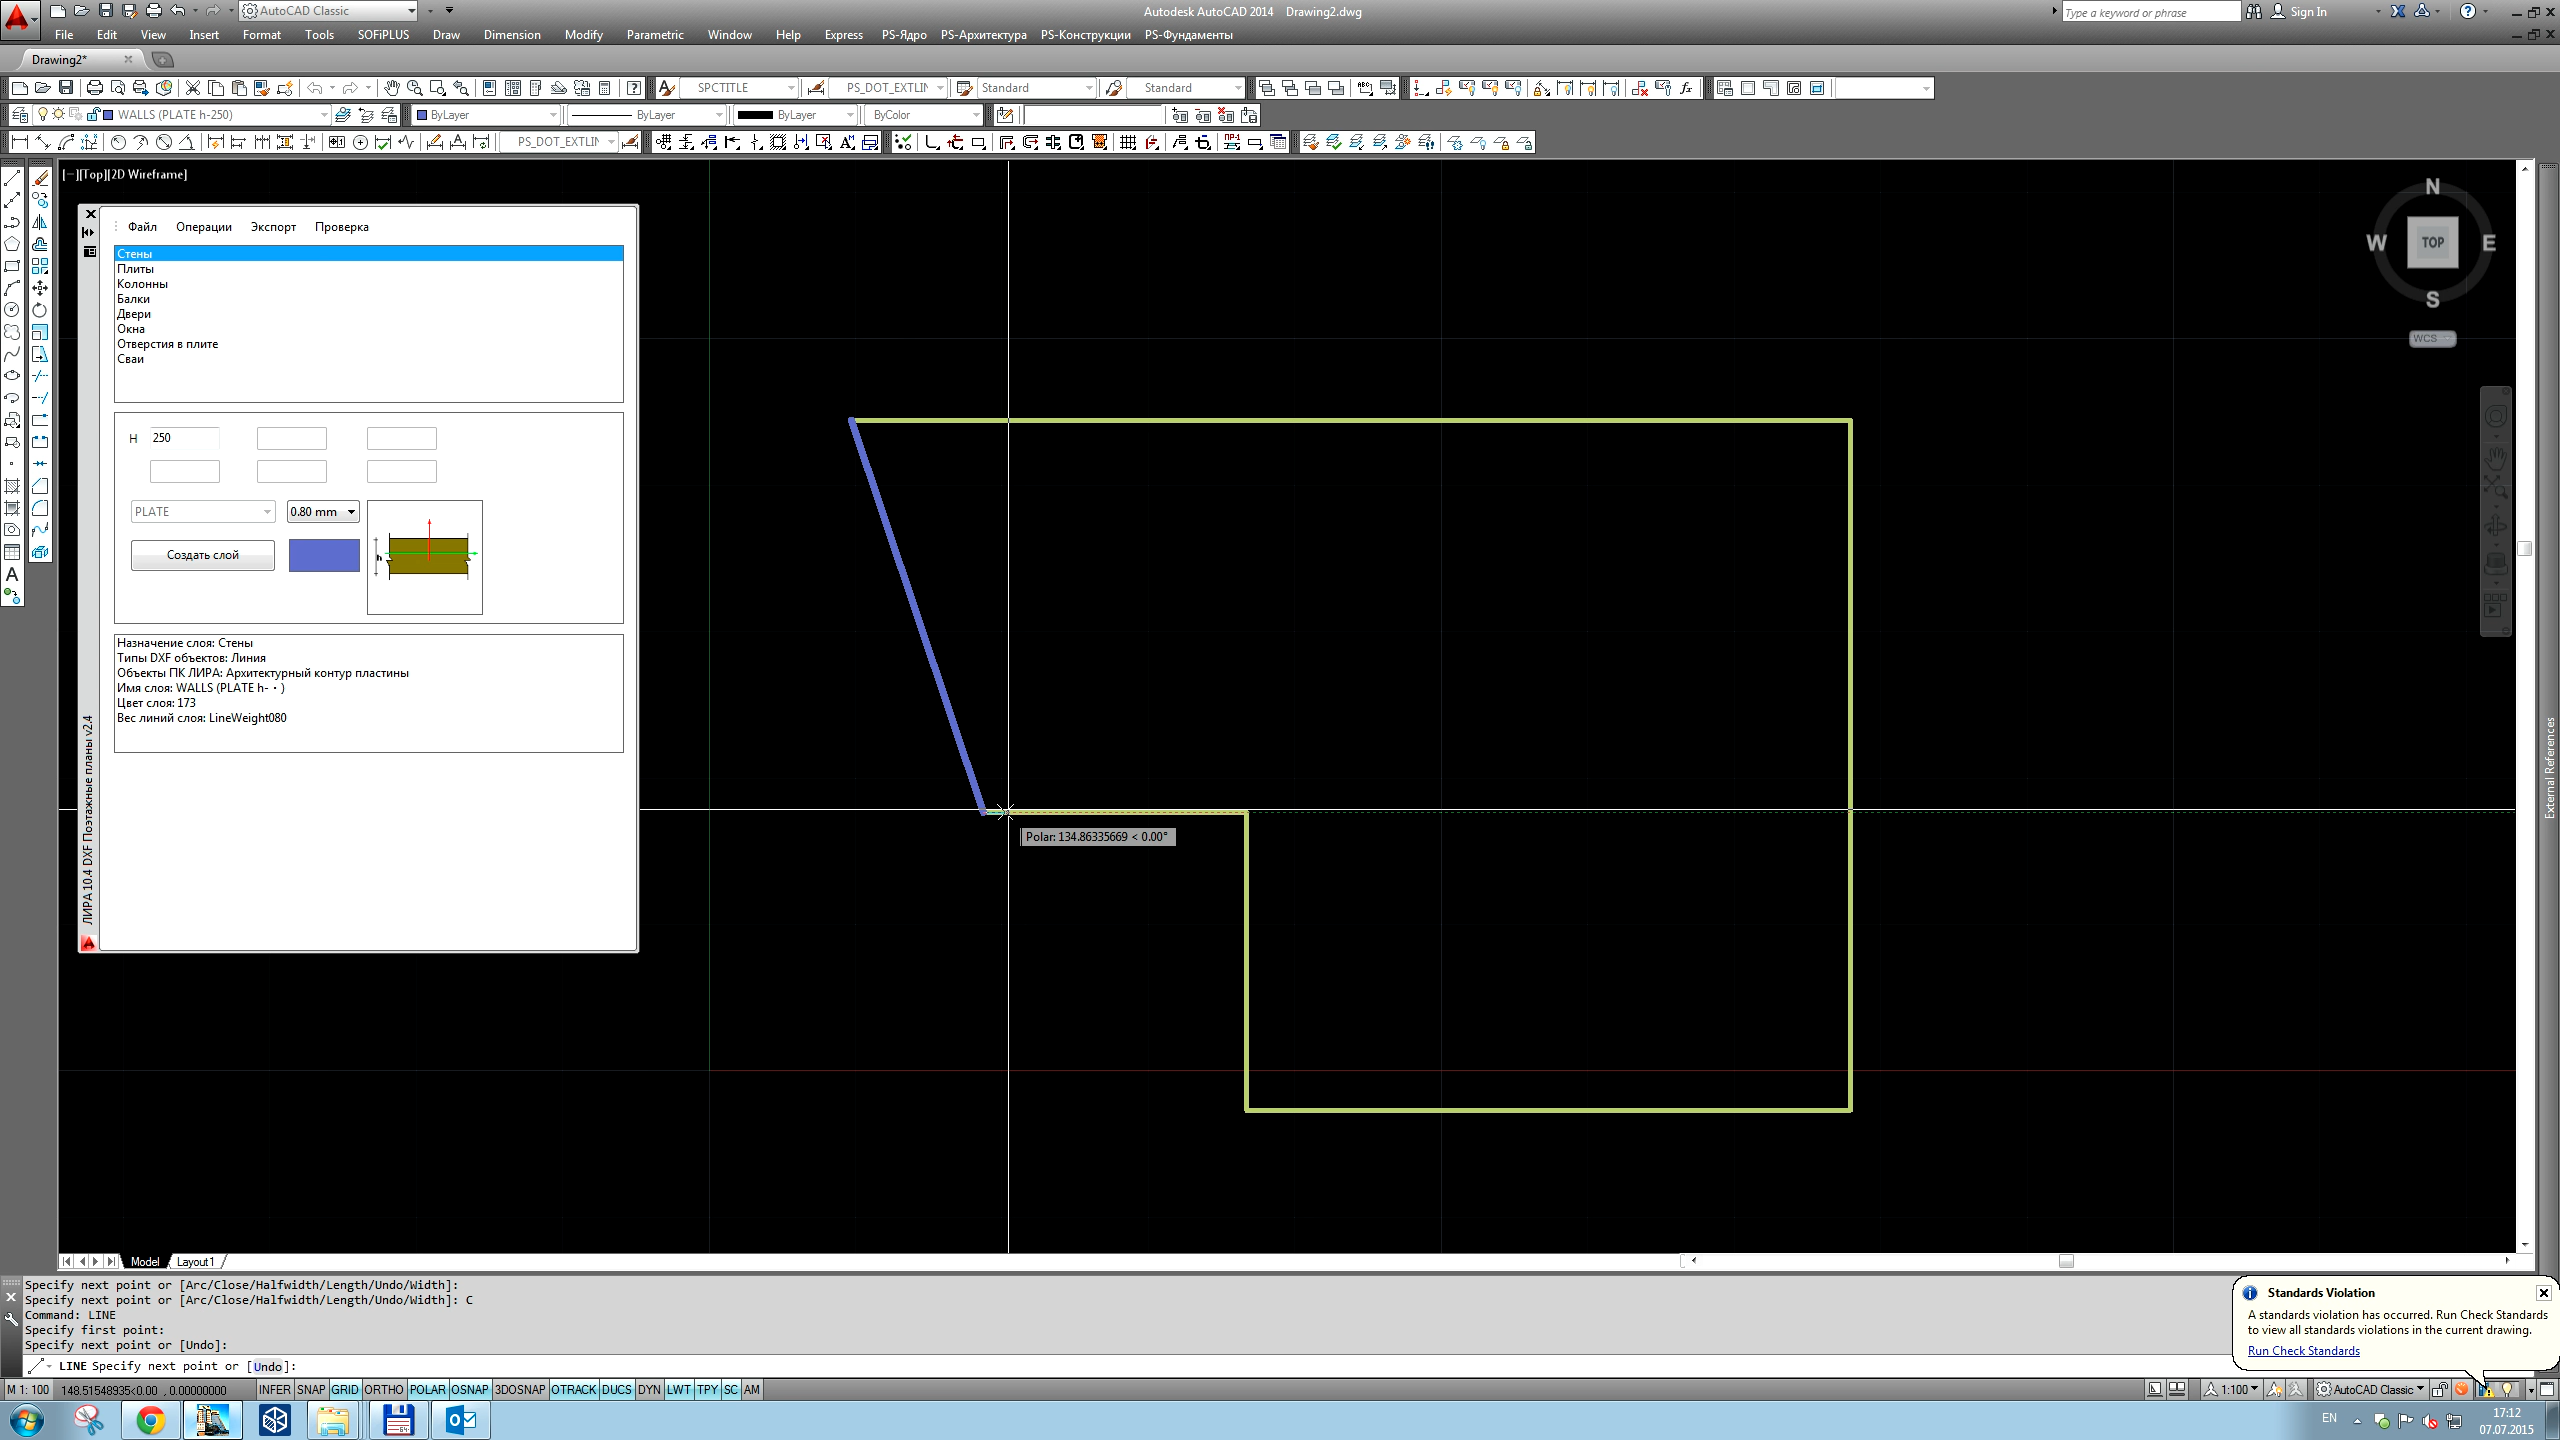 AutoCAD Classic
Autodesk AutoCAD 2014 Drawing2.dwg
Type a keyword or phrase
Sign In
File Edit View Insert Format Tools SOFiPLUS Draw Dimension Modify Parametric Window Help Express PS-Ядро PS-Архитектура PS-Конструкции PS-Фундаменты
Drawing2*
SPCTITLE PS_DOT_EXTLIN Standard Standard
WALLS (PLATE h-250) ByLayer ByLayer ByLayer ByColor
PS_DOT_EXTLIN
[−][Top][2D Wireframe]
Файл Операции Экспорт Проверка
Стены
Плиты
Колонны
Балки
Двери
Окна
Отверстия в плите
Сваи
H 250
PLATE 0.80 mm
Создать слой
h
Назначение слоя: Стены
Типы DXF объектов: Линия
Объекты ПК ЛИРА: Архитектурный контур пластины
Имя слоя: WALLS (PLATE h- · )
Цвет слоя: 173
Вес линий слоя: LineWeight080
ЛИРА 10.4 DXF Поэтажные планы v2.4
N
W TOP E
S
WCS
Polar: 134.86335669 < 0.00°
External References
Model Layout1
Specify next point or [Arc/Close/Halfwidth/Length/Undo/Width]:
Specify next point or [Arc/Close/Halfwidth/Length/Undo/Width]: C
Command: LINE
Specify first point:
Specify next point or [Undo]:
LINE Specify next point or [Undo]:
Standards Violation
A standards violation has occurred. Run Check Standards
to view all standards violations in the current drawing.
Run Check Standards
M 1: 100 148.51548935<0.00 , 0.00000000 INFER SNAP GRID ORTHO POLAR OSNAP 3DOSNAP OTRACK DUCS DYN LWT TPY SC AM
1:100 AutoCAD Classic
EN
17:12
07.07.2015